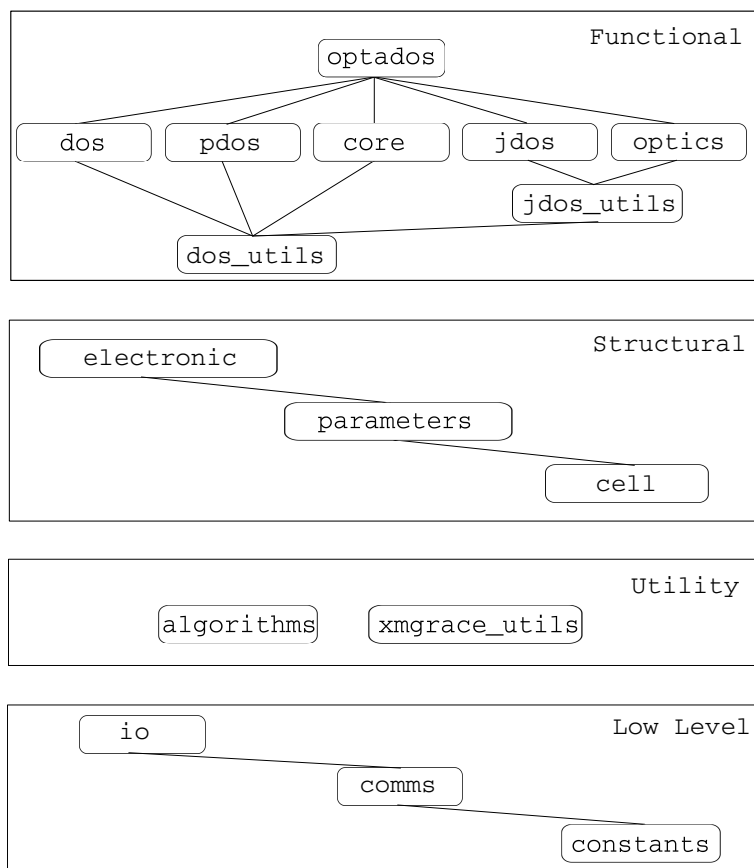 Functional
optados
dos
pdos
core
jdos
optics
jdos_utils
dos_utils
Structural
electronic
parameters
cell
Utility
algorithms
xmgrace_utils
Low Level
io
comms
constants